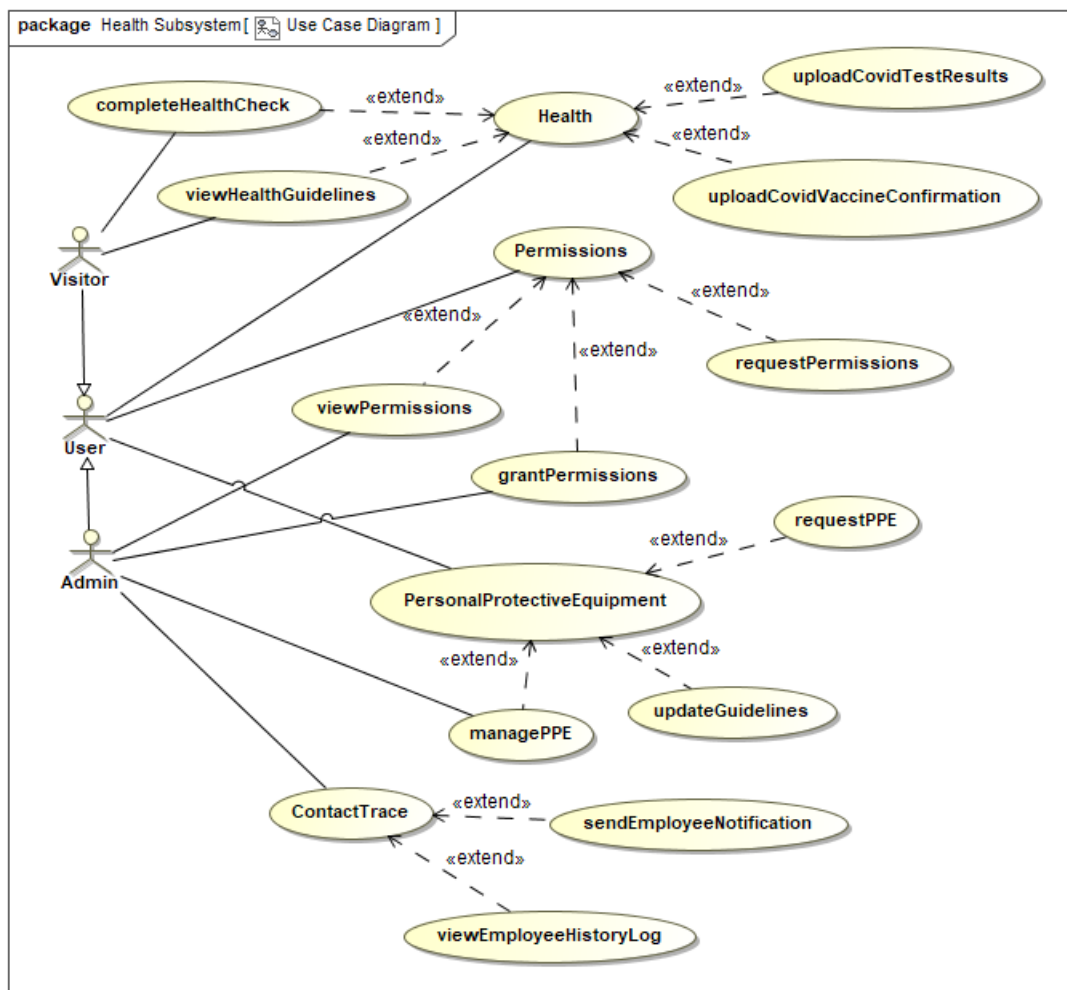 package Health Subsystem [ Use Case Diagram ]
completeHealthCheck
«extend»
Health
«extend»
uploadCovidTestResults
«extend»
«extend»
viewHealthGuidelines
uploadCovidVaccineConfirmation
Visitor
Permissions
«extend»
«extend»
«extend»
requestPermissions
viewPermissions
User
grantPermissions
requestPPE
«extend»
Admin
PersonalProtectiveEquipment
«extend»
«extend»
updateGuidelines
managePPE
ContactTrace
«extend»
sendEmployeeNotification
«extend»
viewEmployeeHistoryLog